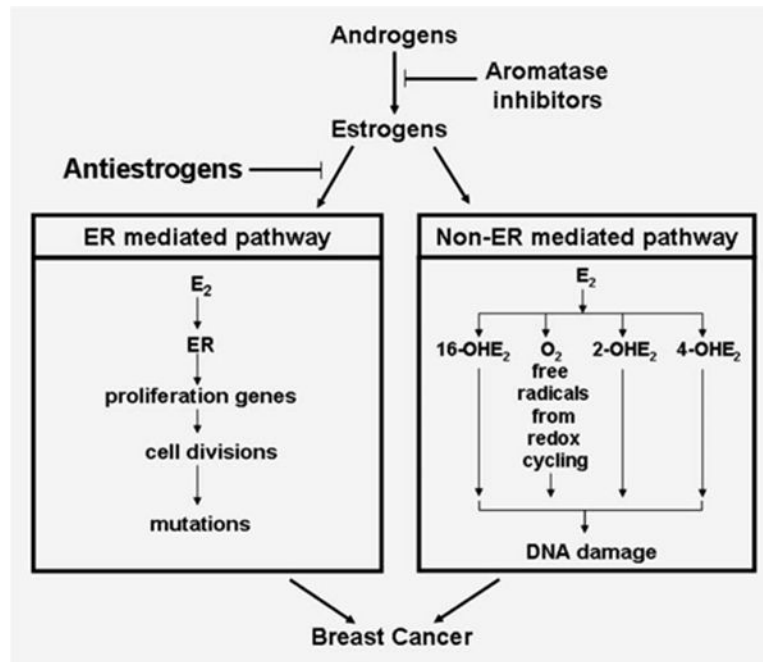 Androgens
Aromatase
inhibitors
Estrogens
Antiestrogens
ER mediated pathway
E₂
ER
proliferation genes
cell divisions
mutations
Non-ER mediated pathway
E₂
16-OHE₂ O₂ 2-OHE₂ 4-OHE₂
free
radicals
from
redox
cycling
DNA damage
Breast Cancer